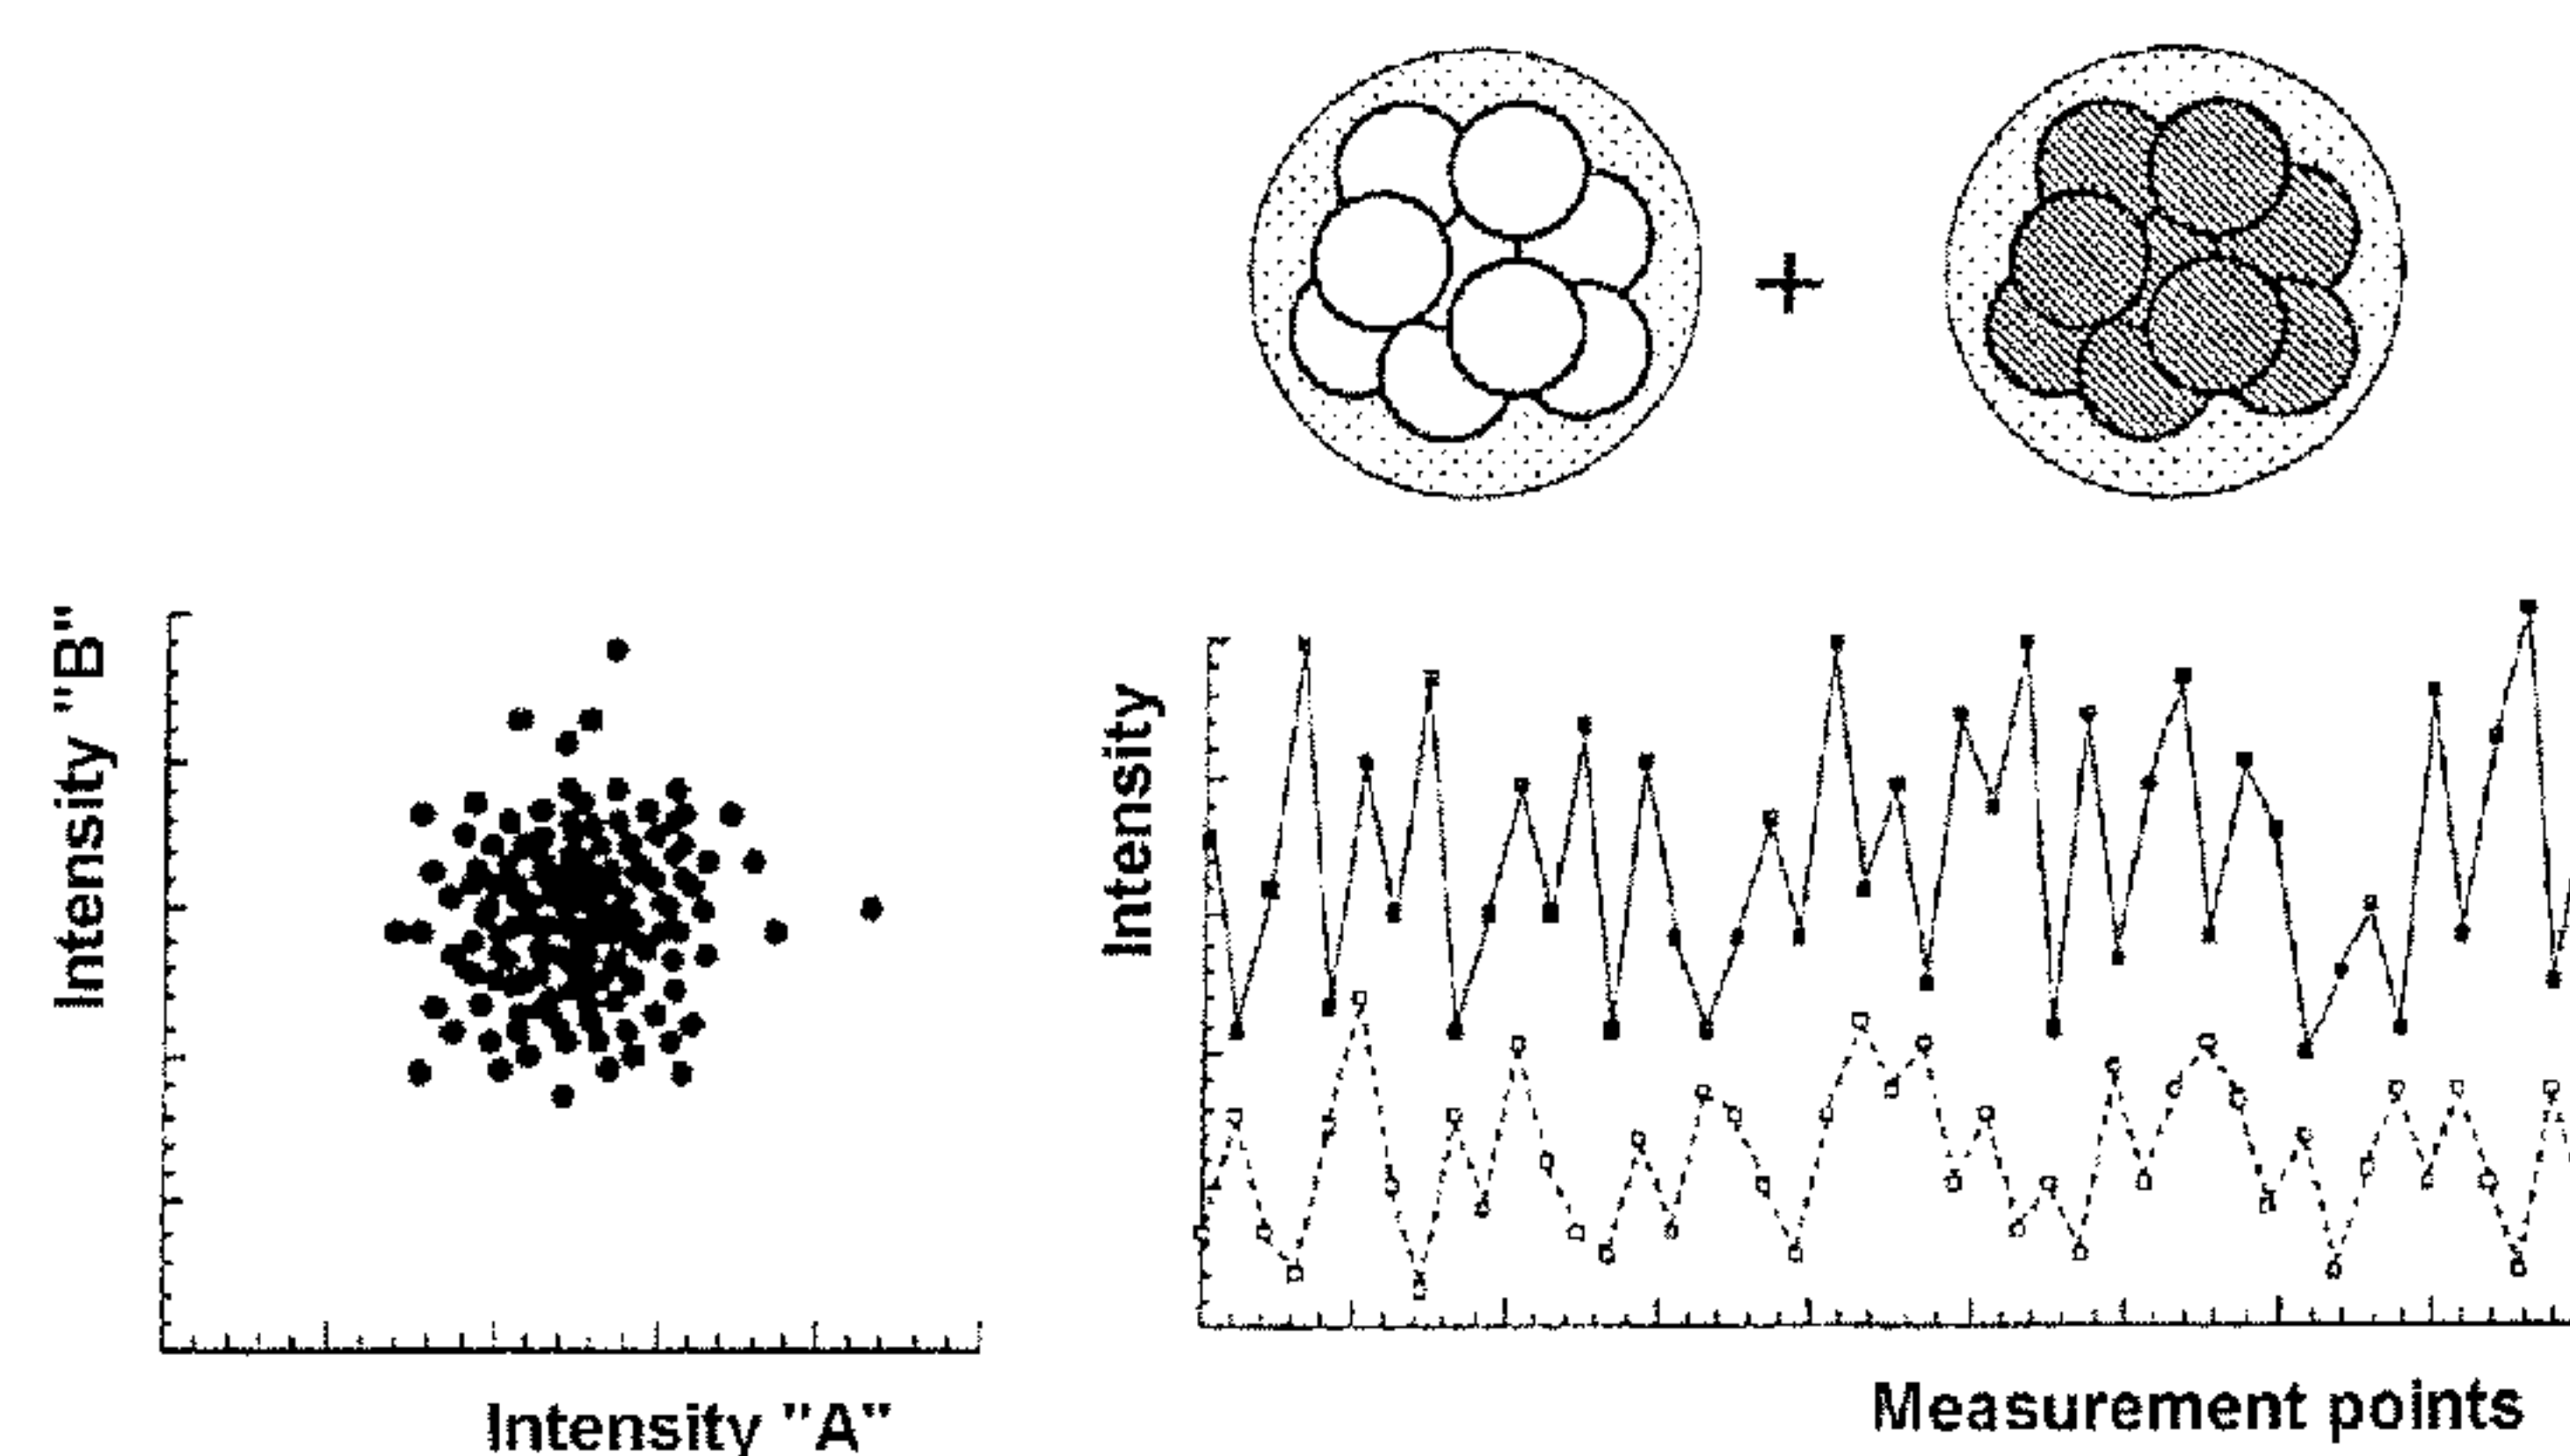 +
Intensity "B"
Intensity "A"
Intensity
Measurement points